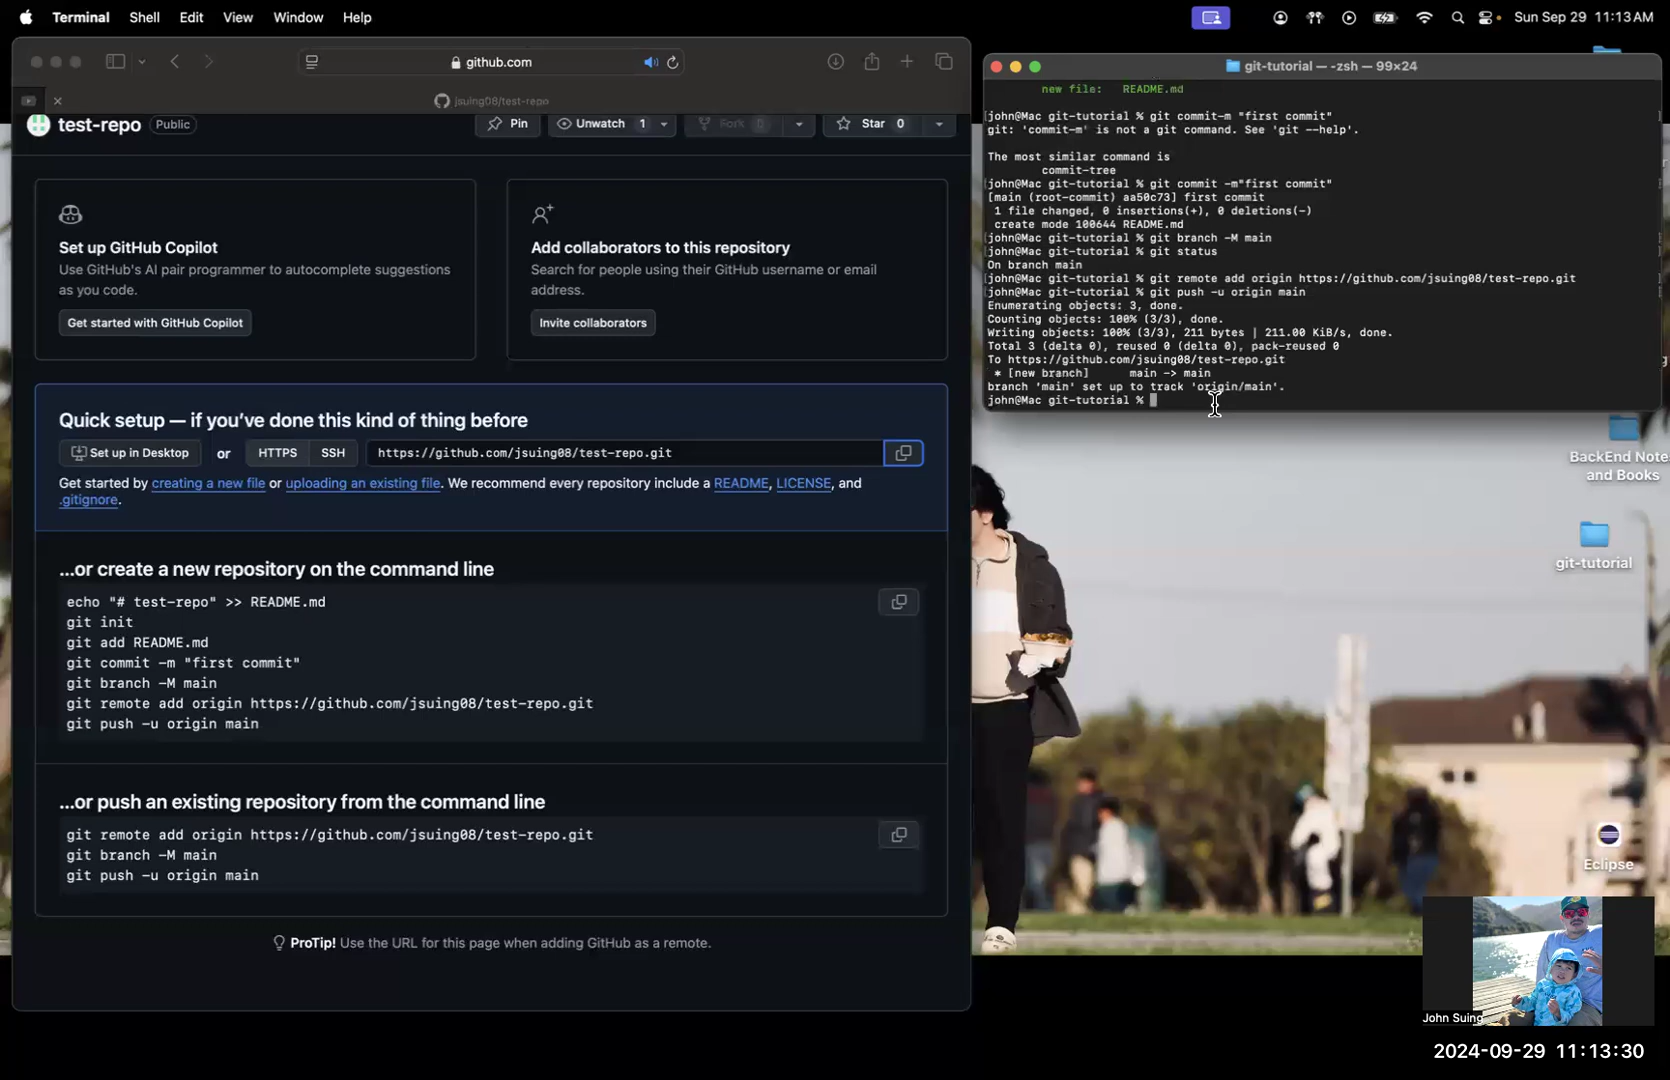 Terminal Shell Edit View Window Help
Sun Sep 29 11:13 AM
github.com
jsuing08/test-repo
test-repo Public
Pin
Unwatch 1
Fork 0
Star 0
Set up GitHub Copilot
Use GitHub's AI pair programmer to autocomplete suggestions
as you code.
Get started with GitHub Copilot
Add collaborators to this repository
Search for people using their GitHub username or email
address.
Invite collaborators
Quick setup — if you've done this kind of thing before
Set up in Desktop or HTTPS SSH https://github.com/jsuing08/test-repo.git
Get started by creating a new file or uploading an existing file. We recommend every repository include a README, LICENSE, and
.gitignore.
...or create a new repository on the command line
echo "# test-repo" >> README.md
git init
git add README.md
git commit -m "first commit"
git branch -M main
git remote add origin https://github.com/jsuing08/test-repo.git
git push -u origin main
...or push an existing repository from the command line
git remote add origin https://github.com/jsuing08/test-repo.git
git branch -M main
git push -u origin main
ProTip! Use the URL for this page when adding GitHub as a remote.
git-tutorial — -zsh — 99×24
new file: README.md
[john@Mac git-tutorial % git commit-m "first commit"
git: 'commit-m' is not a git command. See 'git --help'.
The most similar command is
commit-tree
[john@Mac git-tutorial % git commit -m"first commit"
[main (root-commit) aa50c73] first commit
1 file changed, 0 insertions(+), 0 deletions(-)
create mode 100644 README.md
[john@Mac git-tutorial % git branch -M main
[john@Mac git-tutorial % git status
On branch main
[john@Mac git-tutorial % git remote add origin https://github.com/jsuing08/test-repo.git
[john@Mac git-tutorial % git push -u origin main
Enumerating objects: 3, done.
Counting objects: 100% (3/3), done.
Writing objects: 100% (3/3), 211 bytes | 211.00 KiB/s, done.
Total 3 (delta 0), reused 0 (delta 0), pack-reused 0
To https://github.com/jsuing08/test-repo.git
* [new branch] main -> main
branch 'main' set up to track 'origin/main'.
john@Mac git-tutorial %
BackEnd Note
and Books
git-tutorial
Eclipse
John Suing
2024-09-29 11:13:30